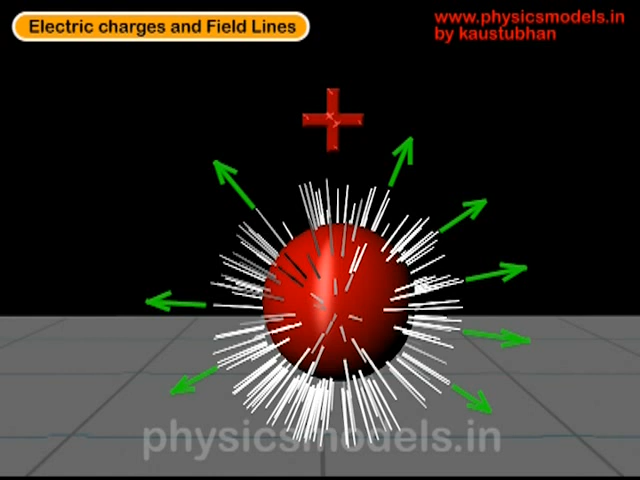 Electric charges and Field Lines
www.physicsmodels.in
by kaustubhan
physicsmodels.in